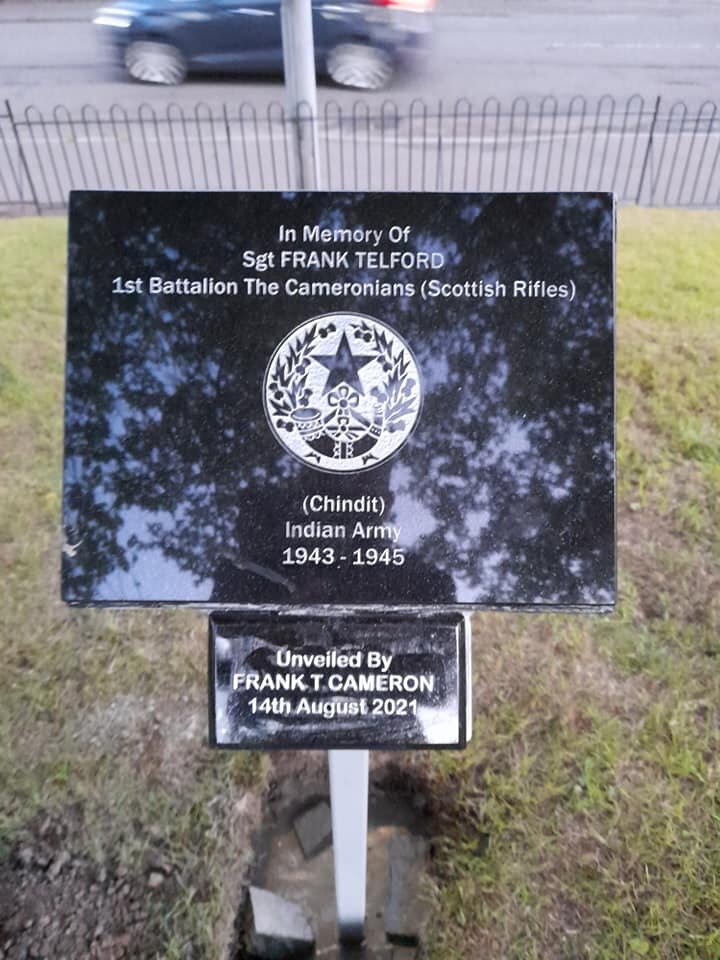 In Memory Of
Sgt FRANK TELFORD
1st Battalion The Cameronians (Scottish Rifles)
(Chindit)
Indian Army
1943 - 1945
Unveiled By
FRANK T CAMERON
14th August 2021